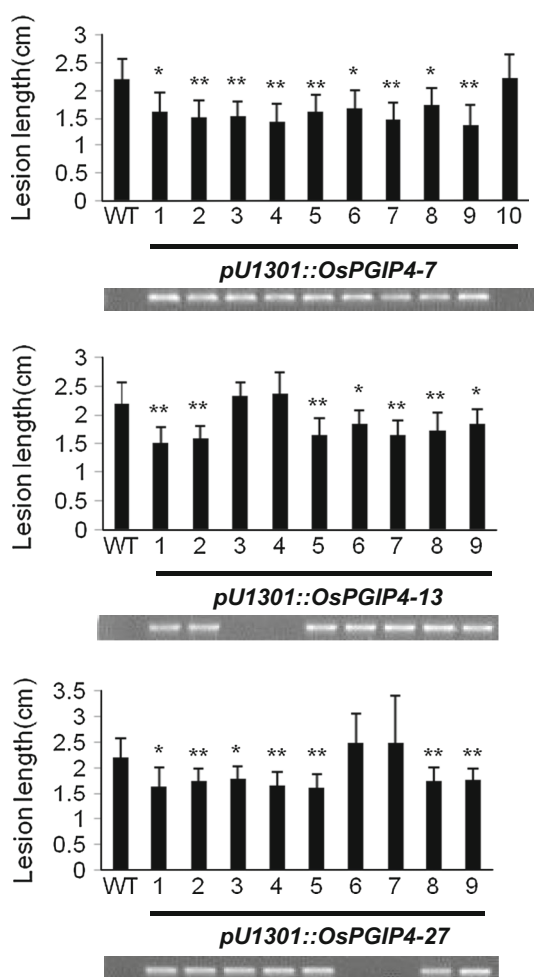 Lesion length(cm)
3
2.5
2
1.5
1
0.5
0
* ** ** ** ** * ** * **
WT 1 2 3 4 5 6 7 8 9 10
pU1301::OsPGIP4-7
Lesion length(cm)
3
2.5
2
1.5
1
0.5
0
** ** ** * ** ** *
WT 1 2 3 4 5 6 7 8 9
pU1301::OsPGIP4-13
Lesion length(cm)
3.5
3
2.5
2
1.5
1
0.5
0
* ** * ** ** ** **
WT 1 2 3 4 5 6 7 8 9
pU1301::OsPGIP4-27